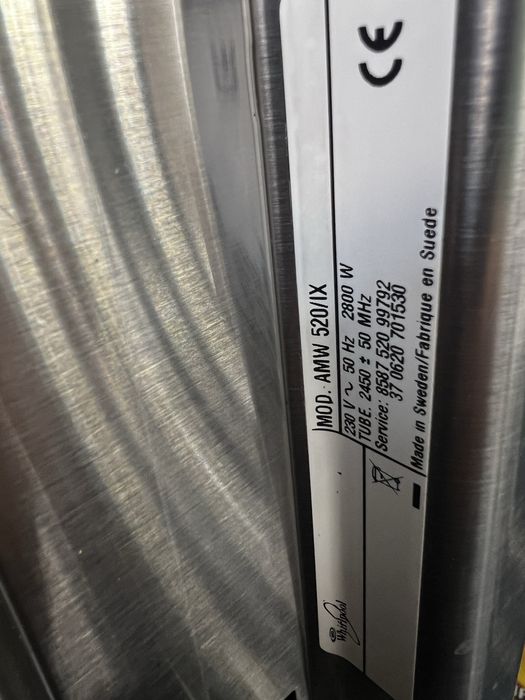 CE
MOD. AMW 520/IX
230 V ~ 50 Hz 2800 W
TUBE. 2450 ± 50 MHz
Service: 8587 520 99792
37 0620 701530
Made in Sweden/Fabrique en Suede
Whirlpool